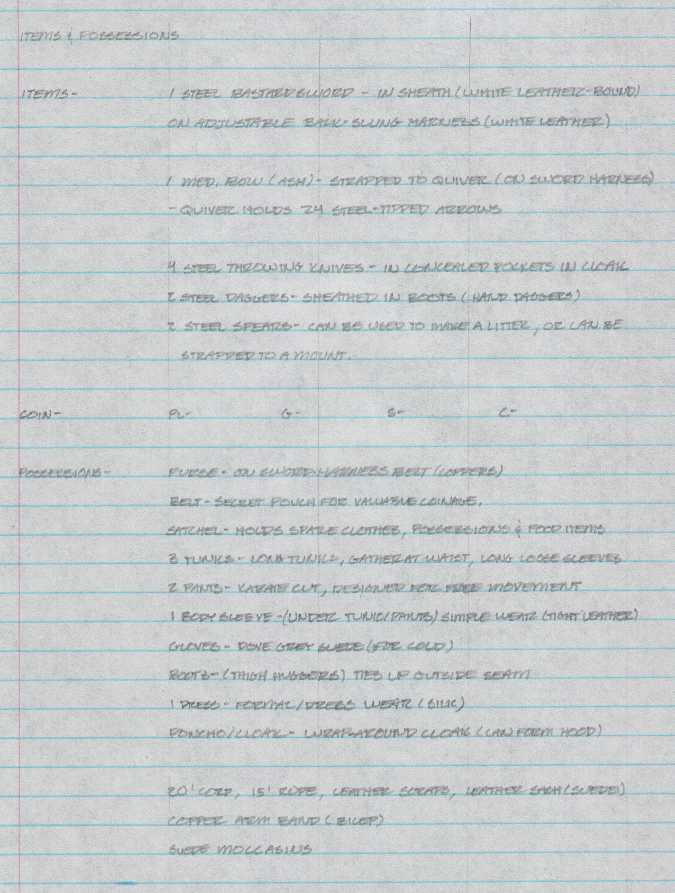 ITEMS & POSSESSIONS
ITEMS- 1 STEEL BASTARD SWORD - IN SHEATH (WHITE LEATHER-BOUND)
ON ADJUSTABLE BACK-SLUNG HARNESS (WHITE LEATHER)
1 MED. BOW (ASH)- STRAPPED TO QUIVER (ON SWORD HARNESS)
- QUIVER HOLDS 24 STEEL-TIPPED ARROWS
4 STEEL THROWING KNIVES - IN CONCEALED POCKETS IN CLOAK
2 STEEL DAGGERS- SHEATHED IN BOOTS (HAND DAGGERS)
2 STEEL SPEARS- CAN BE USED TO MAKE A LITTER, OR CAN BE
STRAPPED TO A MOUNT.
COIN- PL- G- S- C-
POSSESSIONS- PURSE- ON SWORD-HARNESS BELT (COPPERS)
BELT- SECRET POUCH FOR VALUABLE COINAGE.
SATCHEL- HOLDS SPARE CLOTHES, POSSESSIONS & FOOD ITEMS
3 TUNICS- LONG TUNICS, GATHER AT WAIST, LONG LOOSE SLEEVES
2 PANTS- KARATE CUT, DESIGNED FOR FREE MOVEMENT
1 BODY SLEEVE-(UNDER TUNIC/PANTS) SIMPLE WEAR (TIGHT LEATHER)
GLOVES- DOVE GREY SUEDE (FOR COLD)
BOOTS- (THIGH HUGGERS) TIES UP OUTSIDE SEAM
1 DRESS- FORMAL/DRESS WEAR (SILK)
PONCHO/CLOAK- WRAP-AROUND CLOAK (CAN FORM HOOD)
20' CORD, 15' ROPE, LEATHER SCRAPS, LEATHER SASH (SUEDE)
COPPER ARM BAND (BICEP)
SUEDE MOCCASINS